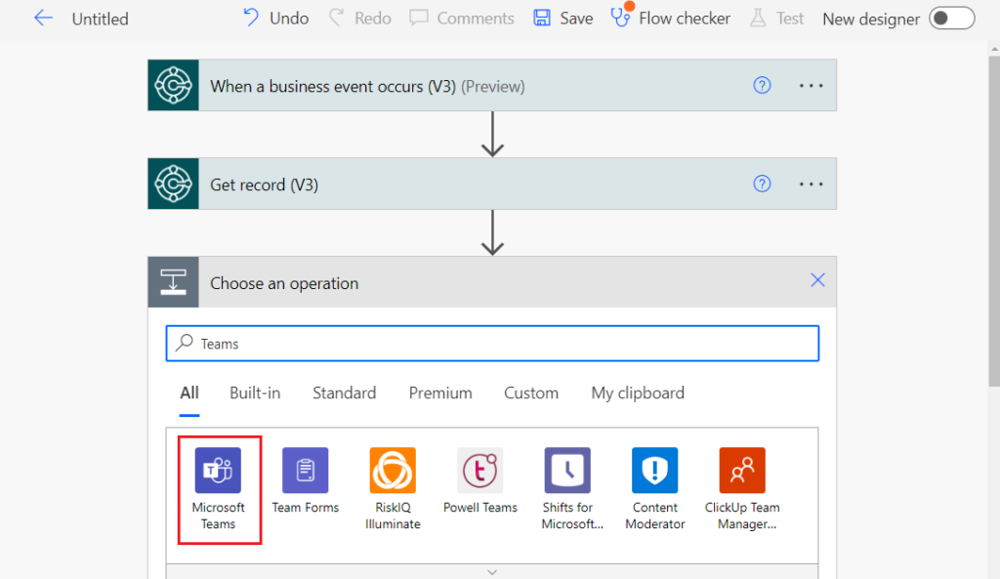 Untitled
Undo
Redo
Comments
Save
Flow checker
Test
New designer
When a business event occurs (V3) (Preview)
Get record (V3)
Choose an operation
Teams
All
Built-in
Standard
Premium
Custom
My clipboard
Microsoft
Teams
Team Forms
RiskIQ
Illuminate
Powell Teams
Shifts for
Microsoft...
Content
Moderator
ClickUp Team
Manager...